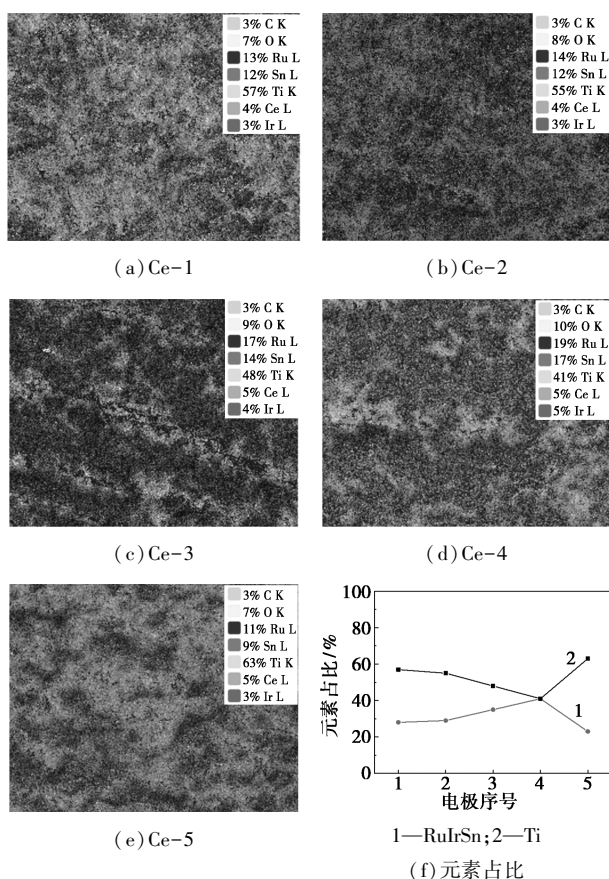 3% C K
7% O K
13% Ru L
12% Sn L
57% Ti K
4% Ce L
3% Ir L
(a)Ce-1
3% C K
8% O K
14% Ru L
12% Sn L
55% Ti K
4% Ce L
3% Ir L
(b)Ce-2
3% C K
9% O K
17% Ru L
14% Sn L
48% Ti K
5% Ce L
4% Ir L
(c)Ce-3
3% C K
10% O K
19% Ru L
17% Sn L
41% Ti K
5% Ce L
5% Ir L
(d)Ce-4
3% C K
7% O K
11% Ru L
9% Sn L
63% Ti K
5% Ce L
3% Ir L
(e)Ce-5
100
80
60
40
20
0
元素占比/%
2
1
1 2 3 4 5
电极序号
1—RuIrSn;2—Ti
(f)元素占比